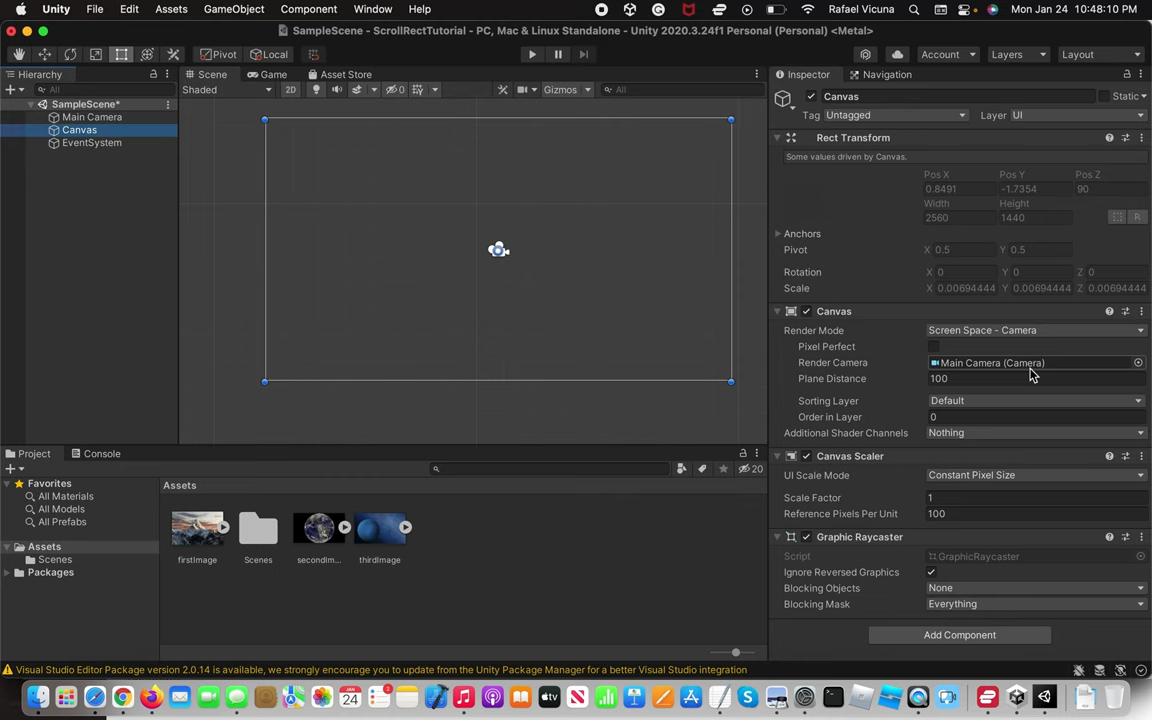 Unity File Edit Assets GameObject Component Window Help Rafael Vicuna Mon Jan 24 10:48:10 PM
SampleScene - ScrollRectTutorial - PC, Mac & Linux Standalone - Unity 2020.3.24f1 Personal (Personal) <Metal>
Pivot Local Account Layers Layout
Hierarchy Scene Game Asset Store Inspector Navigation
All Shaded 2D 0 Gizmos All
SampleScene*
Main Camera
Canvas
EventSystem
Canvas Static
Tag Untagged Layer UI
Rect Transform
Some values driven by Canvas.
Pos X Pos Y Pos Z
0.8491 -1.7354 90
Width Height
2560 1440 R
Anchors
Pivot X 0.5 Y 0.5
Rotation X 0 Y 0 Z 0
Scale X 0.00694444 Y 0.00694444 Z 0.00694444
Canvas
Render Mode Screen Space - Camera
Pixel Perfect
Render Camera Main Camera (Camera)
Plane Distance 100
Sorting Layer Default
Order in Layer 0
Additional Shader Channels Nothing
Canvas Scaler
UI Scale Mode Constant Pixel Size
Scale Factor 1
Reference Pixels Per Unit 100
Graphic Raycaster
Script GraphicRaycaster
Ignore Reversed Graphics
Blocking Objects None
Blocking Mask Everything
Add Component
Project Console
20
Favorites
All Materials
All Models
All Prefabs
Assets
Scenes
Packages
Assets
firstImage Scenes secondIm... thirdImage
Visual Studio Editor Package version 2.0.14 is available, we strongly encourage you to update from the Unity Package Manager for a better Visual Studio integration